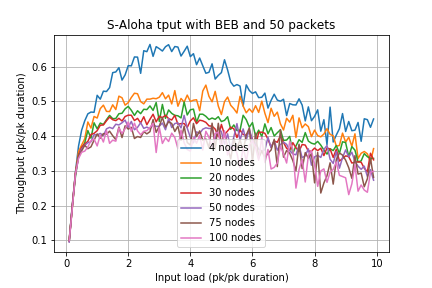 S-Aloha tput with BEB and 50 packets
Throughput (pk/pk duration)
0.6
0.5
0.4
0.3
0.2
0.1
4 nodes
10 nodes
20 nodes
30 nodes
50 nodes
75 nodes
100 nodes
0 2 4 6 8 10
Input load (pk/pk duration)